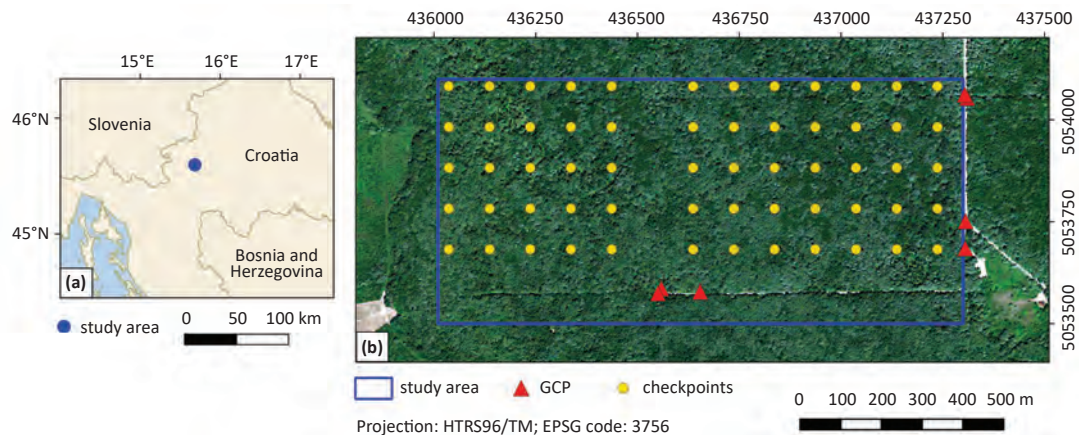 15°E 16°E 17°E
46°N
45°N
Slovenia
Croatia
Bosnia and
Herzegovina
(a)
study area
0 50 100 km
436000 436250 436500 436750 437000 437250 437500
5054000
5053750
5053500
(b)
study area GCP checkpoints
0 100 200 300 400 500 m
Projection: HTRS96/TM; EPSG code: 3756